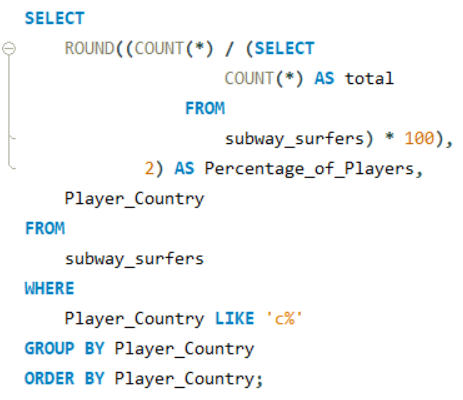 SELECT
ROUND((COUNT(*) / (SELECT
COUNT(*) AS total
FROM
subway_surfers) * 100),
2) AS Percentage_of_Players,
Player_Country
FROM
subway_surfers
WHERE
Player_Country LIKE 'c%'
GROUP BY Player_Country
ORDER BY Player_Country;